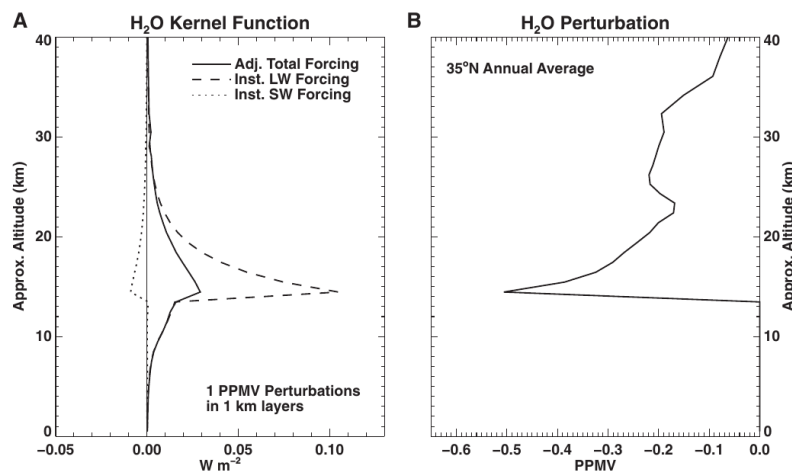 A
H₂O Kernel Function
40
30
20
10
0
Approx. Altitude (km)
Adj. Total Forcing
Inst. LW Forcing
Inst. SW Forcing
1 PPMV Perturbations
in 1 km layers
−0.05 0.00 0.05 0.10
W m⁻²
B
H₂O Perturbation
35°N Annual Average
40
30
20
10
0
Approx. Altitude (km)
−0.6 −0.5 −0.4 −0.3 −0.2 −0.1 0.0
PPMV